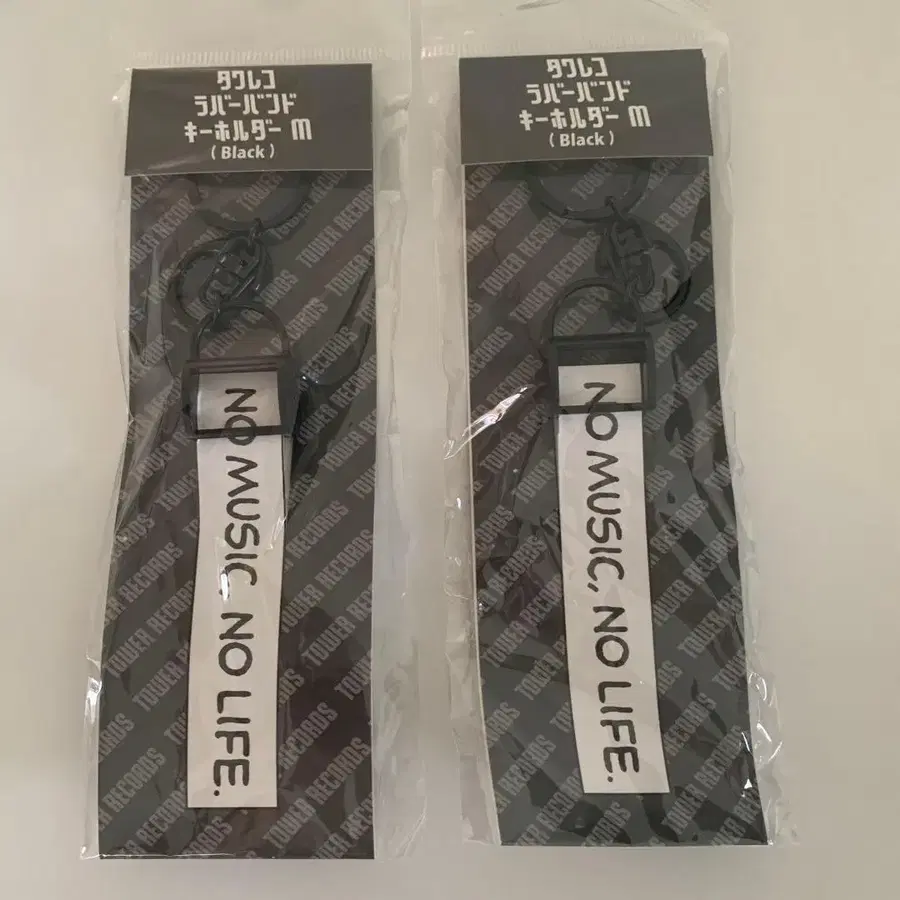 タワレコ
ラバーバンド
キーホルダー M
(Black)
NO MUSIC, NO LIFE.
TOWER RECORDS
タワレコ
ラバーバンド
キーホルダー M
(Black)
NO MUSIC, NO LIFE.
TOWER RECORDS